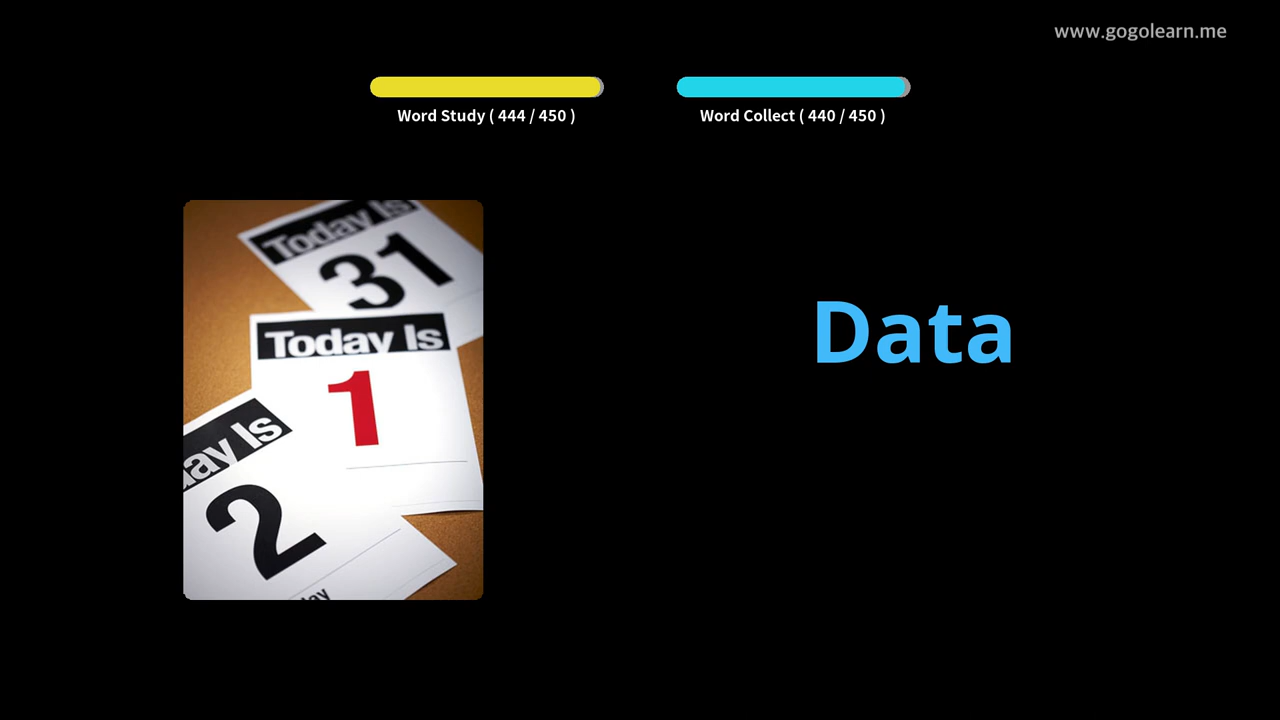 www.gogolearn.me
Word Study ( 444 / 450 )
Word Collect ( 440 / 450 )
Today Is
31
Today Is
1
ay Is
2
Data